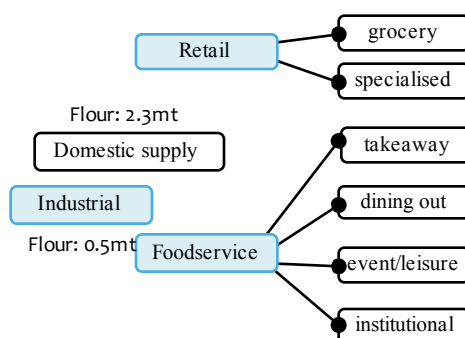 grocery
Retail
specialised
Flour: 2.3mt
Domestic supply
takeaway
Industrial
dining out
Flour: 0.5mt
Foodservice
event/leisure
institutional